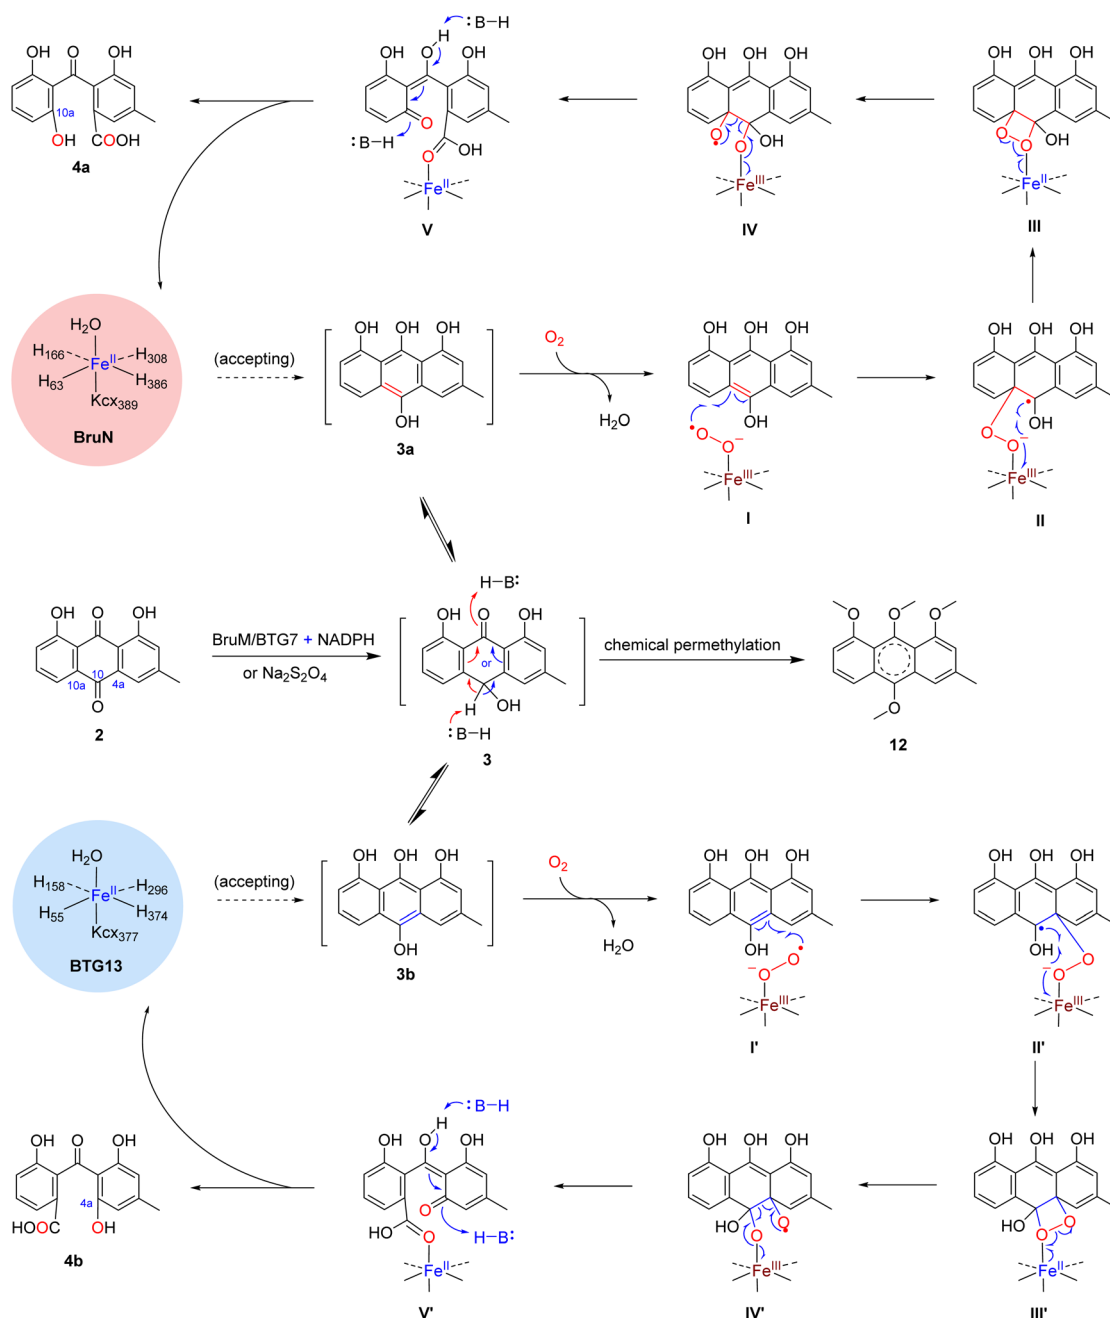 OH O OH
10a
OH COOH
4a
OH
O
H :B–H
OH
:B–H
O
O OH
Fe^II
V
OH OH OH
O• OH
O
Fe^III
IV
OH OH OH
O O OH
Fe^II
III
H2O
H166 Fe^II H308
H63 H386
Kcx389
BruN
(accepting)
OH OH OH
OH
3a
O2
H2O
OH OH OH
OH
•O O−
Fe^III
I
OH OH OH
•
OH
O O−
Fe^III
II
OH O OH
10
10a 4a
O
2
BruM/BTG7 + NADPH
or Na2S2O4
H–B:
OH O OH
or
H OH
:B–H
3
chemical permethylation
O O O
O
12
H2O
H158 Fe^II H296
H55 H374
Kcx377
BTG13
(accepting)
OH OH OH
OH
3b
O2
H2O
OH OH OH
OH O•
−O
Fe^III
I'
OH OH OH
•
OH O
−O
Fe^III
II'
OH O OH
4a
HOOC OH
4b
H :B–H
OH O OH
O
HO O H–B:
Fe^II
V'
OH OH OH
HO O•
O
Fe^III
IV'
OH OH OH
HO O
O
Fe^II
III'